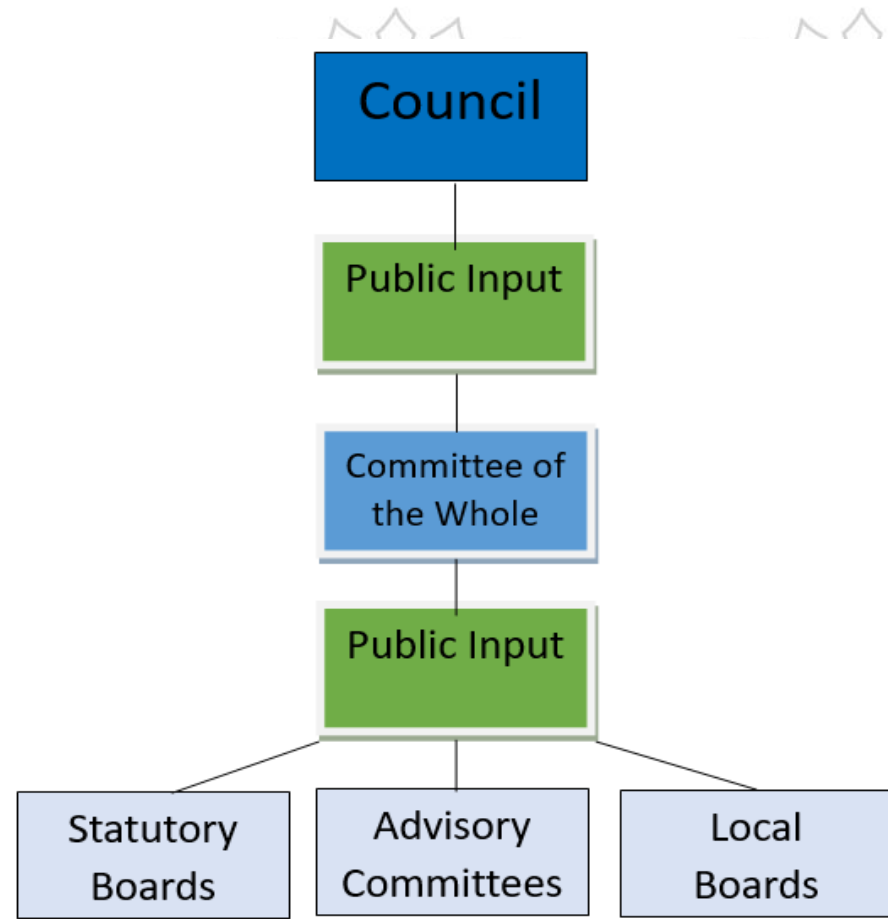 Council
Public Input
Committee of
the Whole
Public Input
Statutory
Boards
Advisory
Committees
Local
Boards